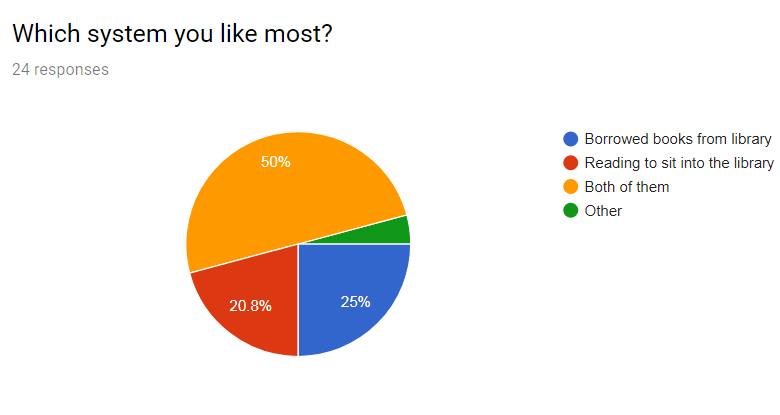 Which system you like most?
24 responses
50%
20.8%
25%
Borrowed books from library
Reading to sit into the library
Both of them
Other